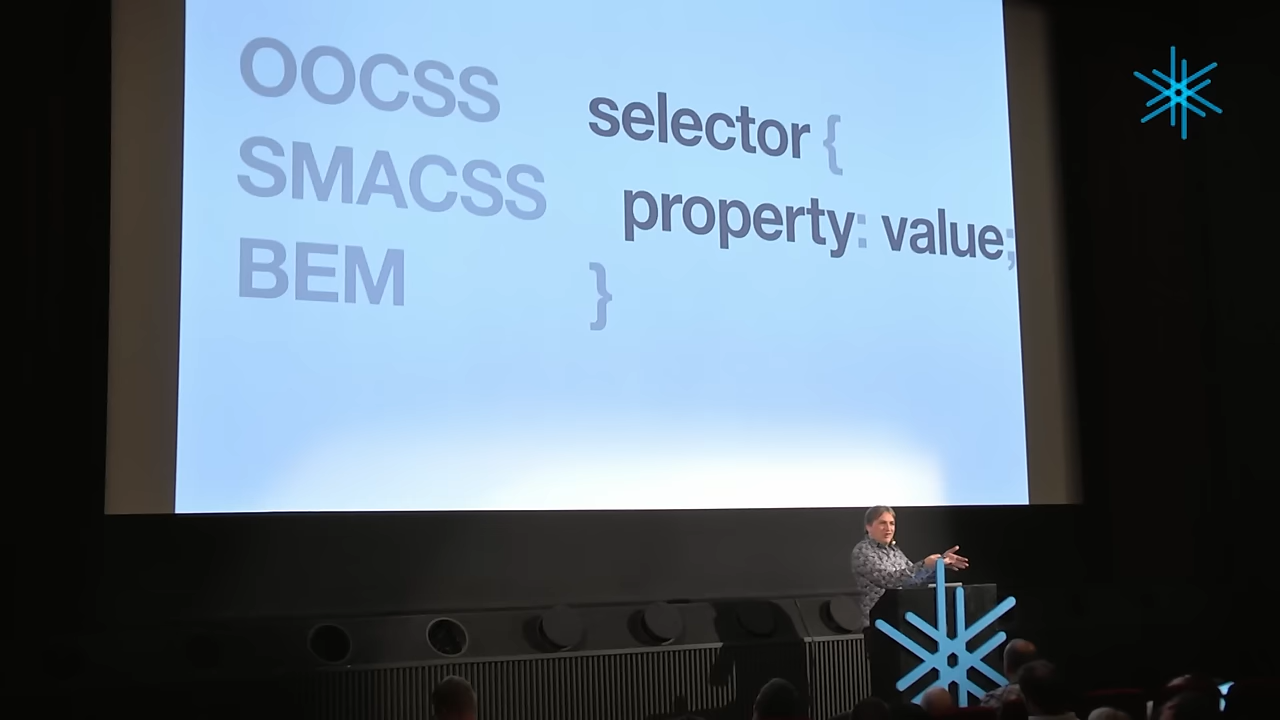 OOCSS
SMACSS
BEM
selector {
property: value;
}